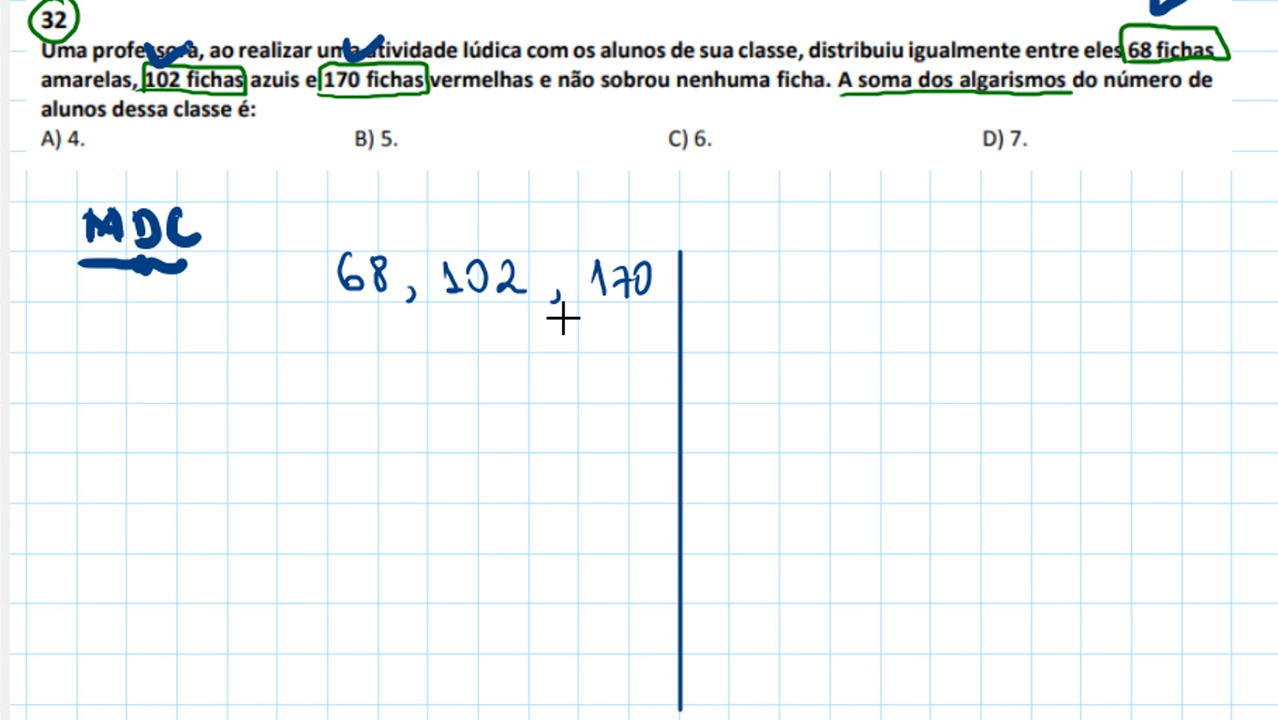 32
Uma professora, ao realizar uma atividade lúdica com os alunos de sua classe, distribuiu igualmente entre eles 68 fichas
amarelas, 102 fichas azuis e 170 fichas vermelhas e não sobrou nenhuma ficha. A soma dos algarismos do número de
alunos dessa classe é:
A) 4. B) 5. C) 6. D) 7.
MDC
68, 102, 170